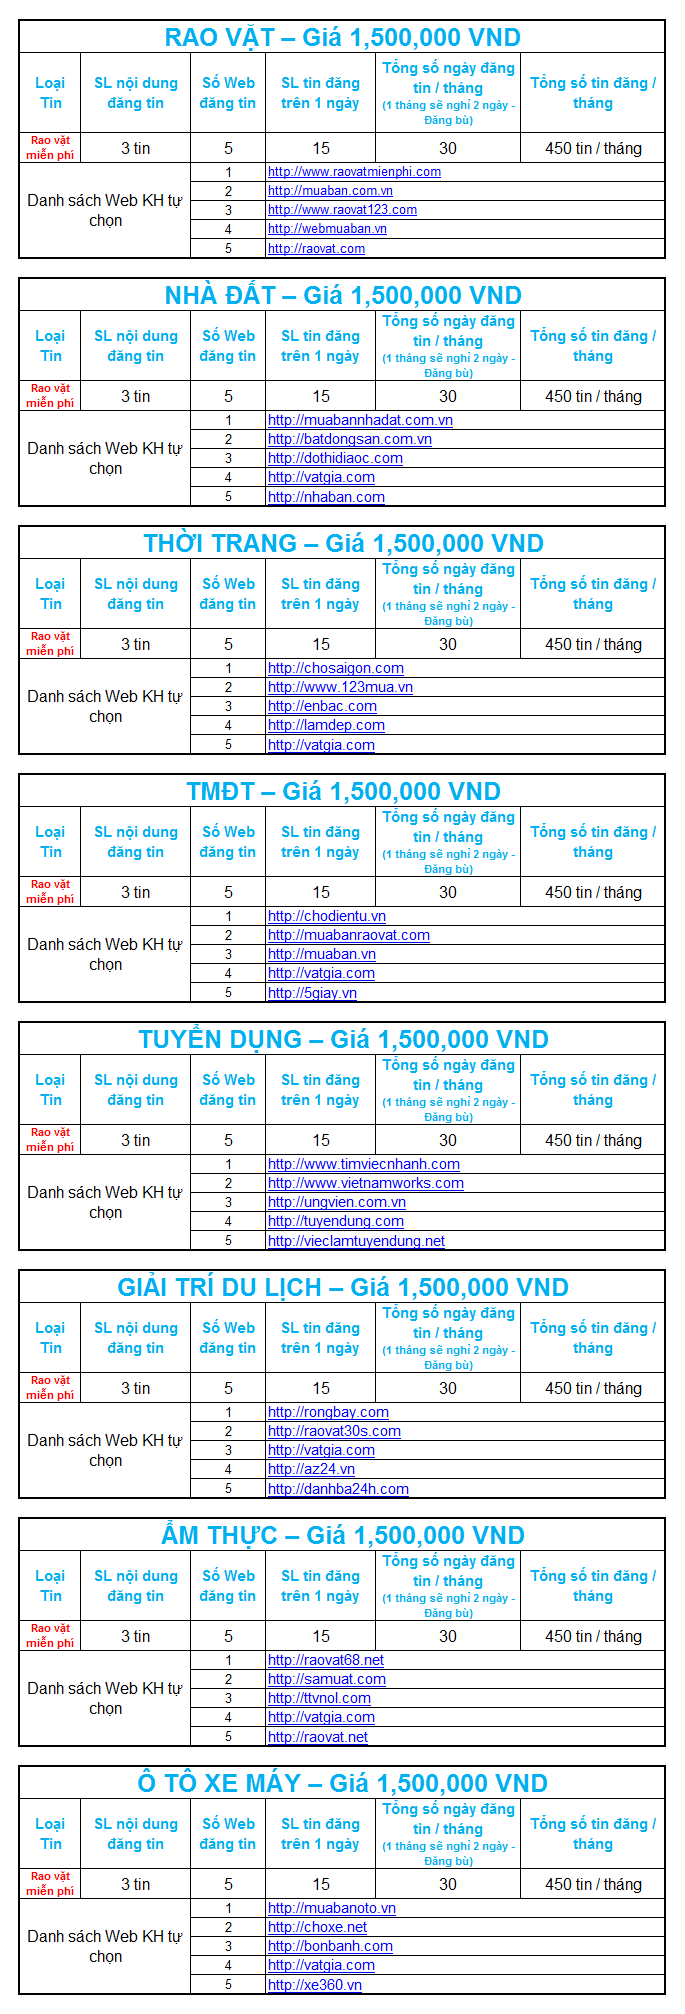 RAO VẶT – Giá 1,500,000 VND
Loại Tin SL nội dung đăng tin Số Web đăng tin SL tin đăng trên 1 ngày Tổng số ngày đăng tin / tháng (1 tháng sẽ nghỉ 2 ngày - Đăng bù) Tổng số tin đăng / tháng
Rao vặt miễn phí 3 tin 5 15 30 450 tin / tháng
Danh sách Web KH tự chọn
1 http://www.raovatmienphi.com
2 http://muaban.com.vn
3 http://www.raovat123.com
4 http://webmuaban.vn
5 http://raovat.com
NHÀ ĐẤT – Giá 1,500,000 VND
Loại Tin SL nội dung đăng tin Số Web đăng tin SL tin đăng trên 1 ngày Tổng số ngày đăng tin / tháng (1 tháng sẽ nghỉ 2 ngày - Đăng bù) Tổng số tin đăng / tháng
Rao vặt miễn phí 3 tin 5 15 30 450 tin / tháng
Danh sách Web KH tự chọn
1 http://muabannhadat.com.vn
2 http://batdongsan.com.vn
3 http://dothidiaoc.com
4 http://vatgia.com
5 http://nhaban.com
THỜI TRANG – Giá 1,500,000 VND
Loại Tin SL nội dung đăng tin Số Web đăng tin SL tin đăng trên 1 ngày Tổng số ngày đăng tin / tháng (1 tháng sẽ nghỉ 2 ngày - Đăng bù) Tổng số tin đăng / tháng
Rao vặt miễn phí 3 tin 5 15 30 450 tin / tháng
Danh sách Web KH tự chọn
1 http://chosaigon.com
2 http://www.123mua.vn
3 http://enbac.com
4 http://lamdep.com
5 http://vatgia.com
TMĐT – Giá 1,500,000 VND
Loại Tin SL nội dung đăng tin Số Web đăng tin SL tin đăng trên 1 ngày Tổng số ngày đăng tin / tháng (1 tháng sẽ nghỉ 2 ngày - Đăng bù) Tổng số tin đăng / tháng
Rao vặt miễn phí 3 tin 5 15 30 450 tin / tháng
Danh sách Web KH tự chọn
1 http://chodientu.vn
2 http://muabanraovat.com
3 http://muaban.vn
4 http://vatgia.com
5 http://5giay.vn
TUYỂN DỤNG – Giá 1,500,000 VND
Loại Tin SL nội dung đăng tin Số Web đăng tin SL tin đăng trên 1 ngày Tổng số ngày đăng tin / tháng (1 tháng sẽ nghỉ 2 ngày - Đăng bù) Tổng số tin đăng / tháng
Rao vặt miễn phí 3 tin 5 15 30 450 tin / tháng
Danh sách Web KH tự chọn
1 http://www.timviecnhanh.com
2 http://www.vietnamworks.com
3 http://ungvien.com.vn
4 http://tuyendung.com
5 http://vieclamtuyendung.net
GIẢI TRÍ DU LỊCH – Giá 1,500,000 VND
Loại Tin SL nội dung đăng tin Số Web đăng tin SL tin đăng trên 1 ngày Tổng số ngày đăng tin / tháng (1 tháng sẽ nghỉ 2 ngày - Đăng bù) Tổng số tin đăng / tháng
Rao vặt miễn phí 3 tin 5 15 30 450 tin / tháng
Danh sách Web KH tự chọn
1 http://rongbay.com
2 http://raovat30s.com
3 http://vatgia.com
4 http://az24.vn
5 http://danhba24h.com
ẨM THỰC – Giá 1,500,000 VND
Loại Tin SL nội dung đăng tin Số Web đăng tin SL tin đăng trên 1 ngày Tổng số ngày đăng tin / tháng (1 tháng sẽ nghỉ 2 ngày - Đăng bù) Tổng số tin đăng / tháng
Rao vặt miễn phí 3 tin 5 15 30 450 tin / tháng
Danh sách Web KH tự chọn
1 http://raovat68.net
2 http://samuat.com
3 http://ttvnol.com
4 http://vatgia.com
5 http://raovat.net
Ô TÔ XE MÁY – Giá 1,500,000 VND
Loại Tin SL nội dung đăng tin Số Web đăng tin SL tin đăng trên 1 ngày Tổng số ngày đăng tin / tháng (1 tháng sẽ nghỉ 2 ngày - Đăng bù) Tổng số tin đăng / tháng
Rao vặt miễn phí 3 tin 5 15 30 450 tin / tháng
Danh sách Web KH tự chọn
1 http://muabanoto.vn
2 http://choxe.net
3 http://bonbanh.com
4 http://vatgia.com
5 http://xe360.vn